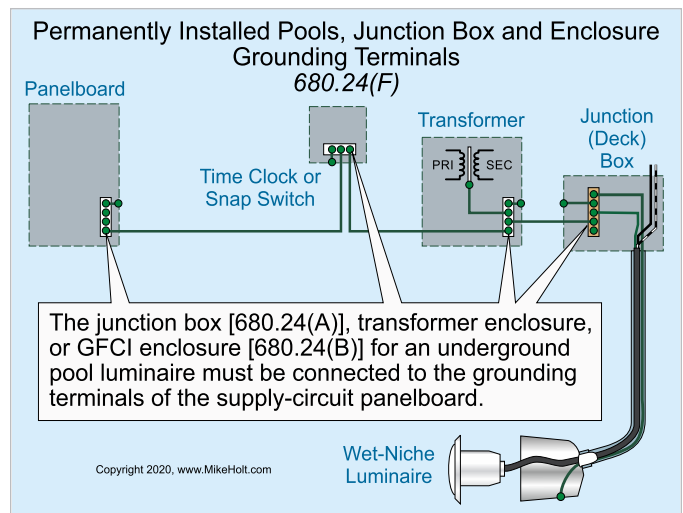 Permanently Installed Pools, Junction Box and Enclosure
Grounding Terminals
680.24(F)
Panelboard
Time Clock or
Snap Switch
Transformer
PRI SEC
Junction
(Deck)
Box
The junction box [680.24(A)], transformer enclosure,
or GFCI enclosure [680.24(B)] for an underground
pool luminaire must be connected to the grounding
terminals of the supply-circuit panelboard.
Wet-Niche
Luminaire
Copyright 2020, www.MikeHolt.com